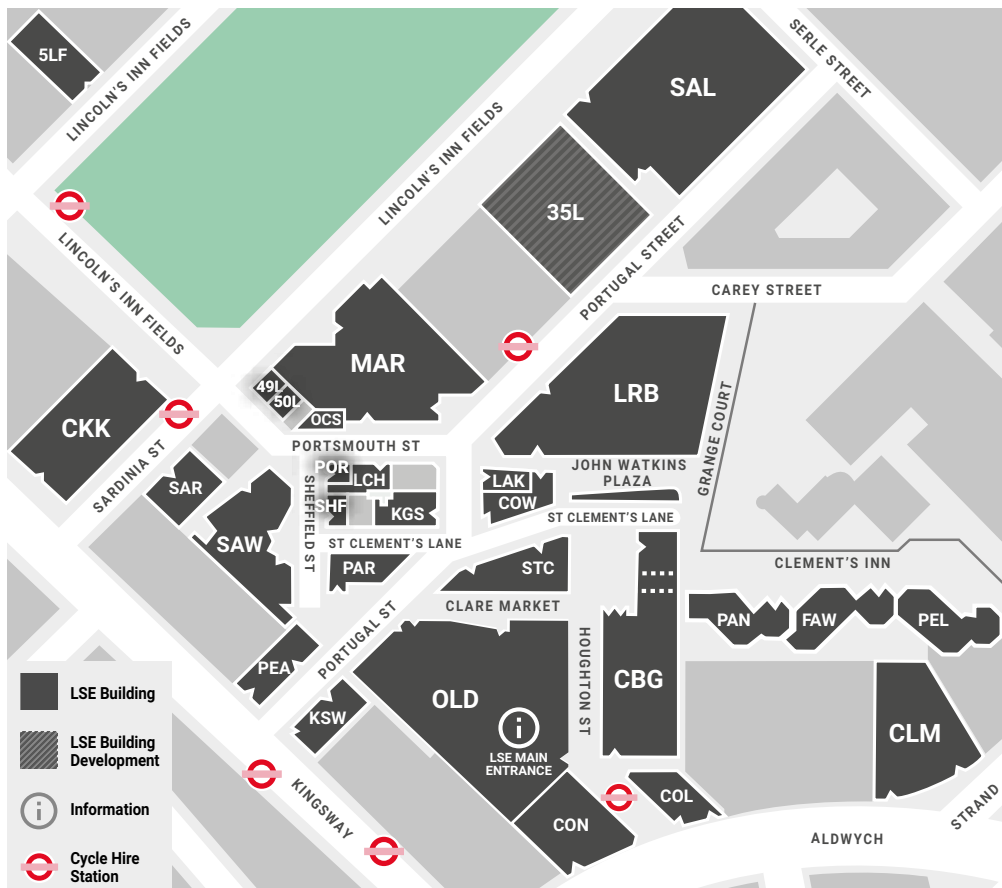 5LF
LINCOLN'S INN FIELDS
SERLE STREET
SAL
LINCOLN'S INN FIELDS
35L
LINCOLN'S INN FIELDS
PORTUGAL STREET
CAREY STREET
MAR
49L
50L
OCS
LRB
CKK
SARDINIA ST
PORTSMOUTH ST
GRANGE COURT
JOHN WATKINS
PLAZA
POR
LCH
LAK
COW
SAR
SHEFFIELD ST
SHF
KGS
ST CLEMENT'S LANE
ST CLEMENT'S LANE
SAW
PAR
STC
CLEMENT'S INN
CLARE MARKET
PORTUGAL ST
PAN
FAW
PEL
PEA
HOUGHTON ST
CBG
OLD
KSW
LSE MAIN
ENTRANCE
CLM
COL
CON
KINGSWAY
ALDWYCH
STRAND
LSE Building
LSE Building
Development
i
i
Information
Cycle Hire
Station